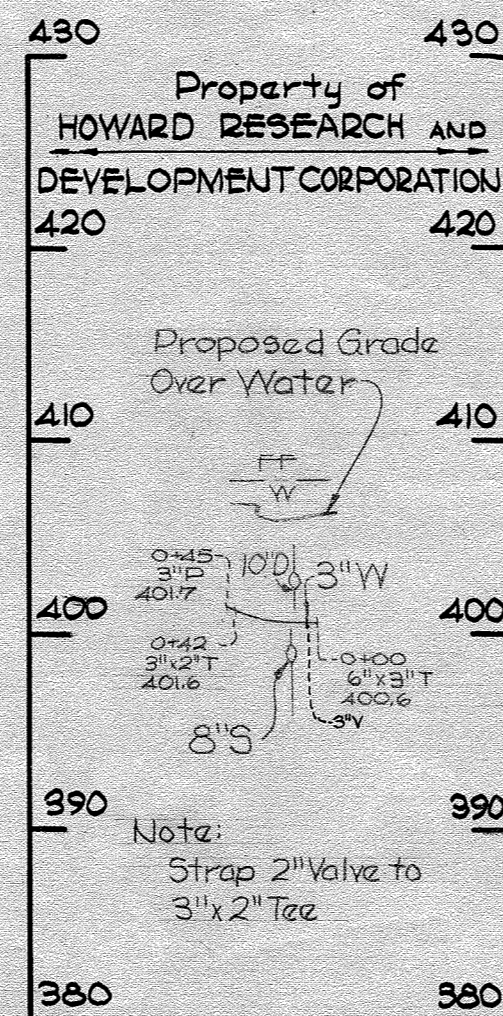 430 430
Property of
HOWARD RESEARCH AND
DEVELOPMENT CORPORATION
420 420
Proposed Grade
Over Water
410 410
FF
W
0+45
3"P
401.7
10"D
3"W
400 400
0+42
3"x2"T
401.6
0+00
6"x3"T
400.6
3"V
8"S
390 390
Note:
Strap 2" Valve to
3"x2" Tee
380 380